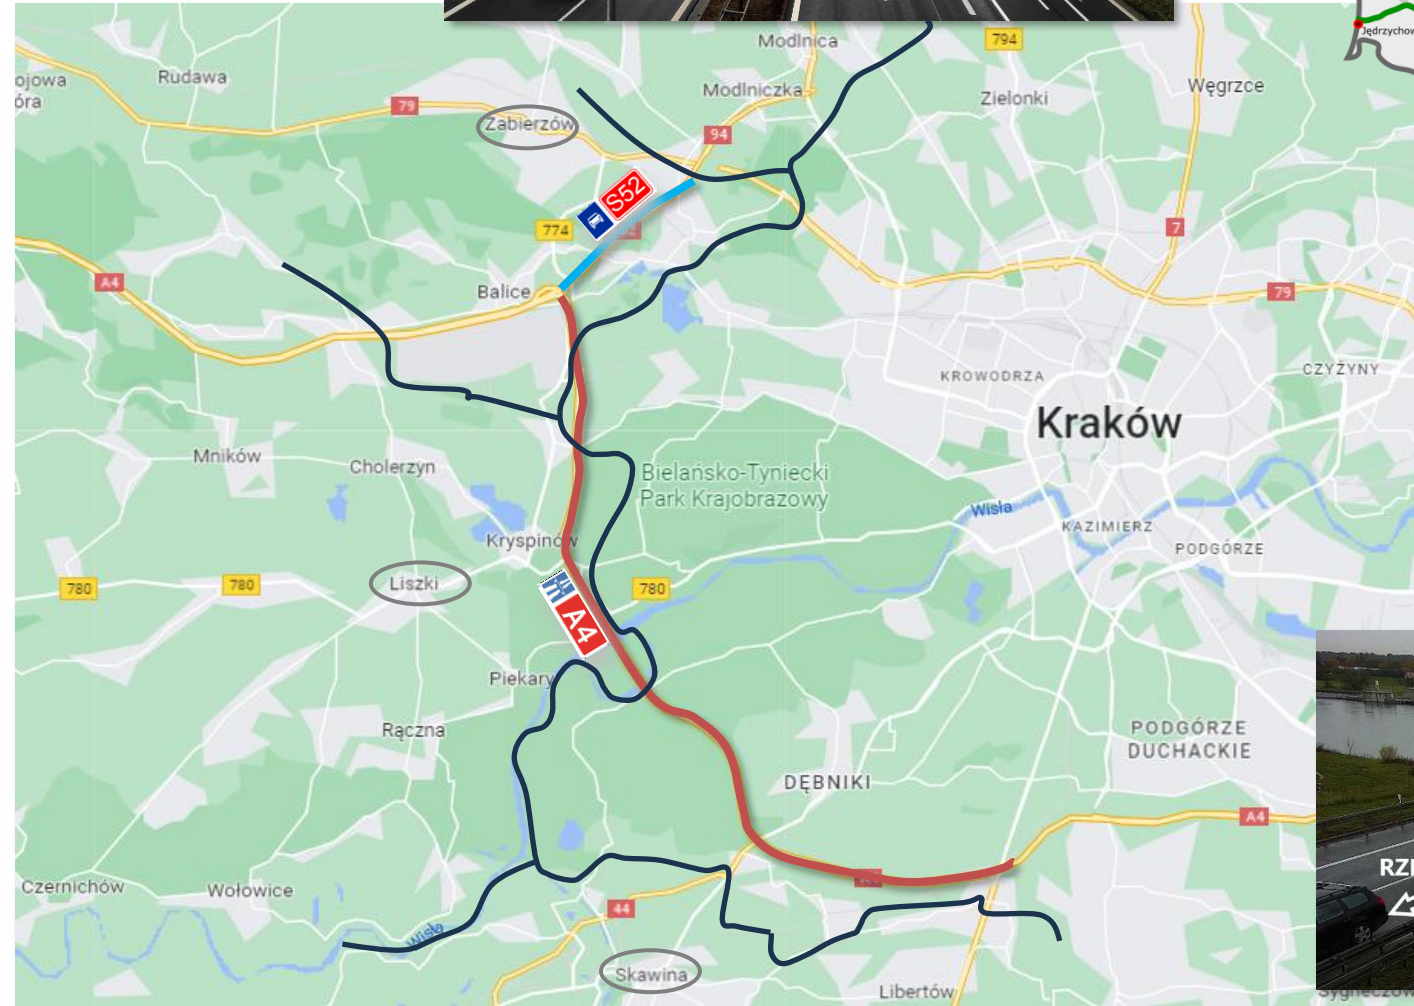 Modlnica
794
Jędrzychow
ojowa
óra
Rudawa
Modlniczka
Zielonki
Węgrzce
79
Zabierzów
94
S52
774
7
A4
Balice
79
KROWODRZA
CZYŻYNY
Kraków
Mników
Cholerzyn
Bielańsko-Tyniecki
Park Krajobrazowy
Wisła
KAZIMIERZ
Kryspinów
PODGÓRZE
780
780
Liszki
780
A4
Piekary
Rączna
PODGÓRZE
DUCHACKIE
DĘBNIKI
A4
Czernichów
Wołowice
RZ
44
Wisła
Skawina
Libertów